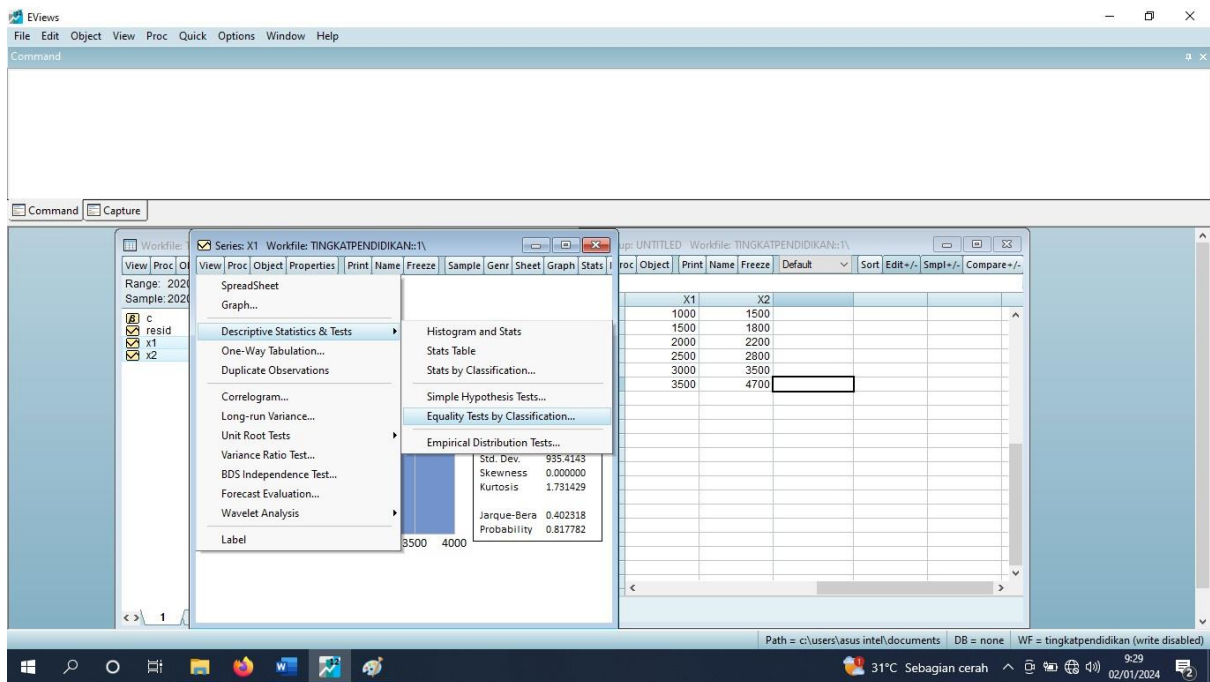 EViews
File Edit Object View Proc Quick Options Window Help
Command
Command Capture
Workfile: T
View Proc Ob
Range: 2020
Sample: 2020
c
resid
x1
x2
1
Series: X1 Workfile: TINGKATPENDIDIKAN::1\
View Proc Object Properties Print Name Freeze Sample Genr Sheet Graph Stats I
SpreadSheet
Graph...
Descriptive Statistics & Tests
One-Way Tabulation...
Duplicate Observations
Correlogram...
Long-run Variance...
Unit Root Tests
Variance Ratio Test...
BDS Independence Test...
Forecast Evaluation...
Wavelet Analysis
Label
Histogram and Stats
Stats Table
Stats by Classification...
Simple Hypothesis Tests...
Equality Tests by Classification...
Empirical Distribution Tests...
Std. Dev. 935.4143
Skewness 0.000000
Kurtosis 1.731429
Jarque-Bera 0.402318
Probability 0.817782
3500 4000
up: UNTITLED Workfile: TINGKATPENDIDIKAN::1\
roc Object Print Name Freeze Default Sort Edit+/- Smpl+/- Compare+/-
X1 X2
1000 1500
1500 1800
2000 2200
2500 2800
3000 3500
3500 4700
Path = c:\users\asus intel\documents DB = none WF = tingkatpendidikan (write disabled)
31°C Sebagian cerah
9:29
02/01/2024
2